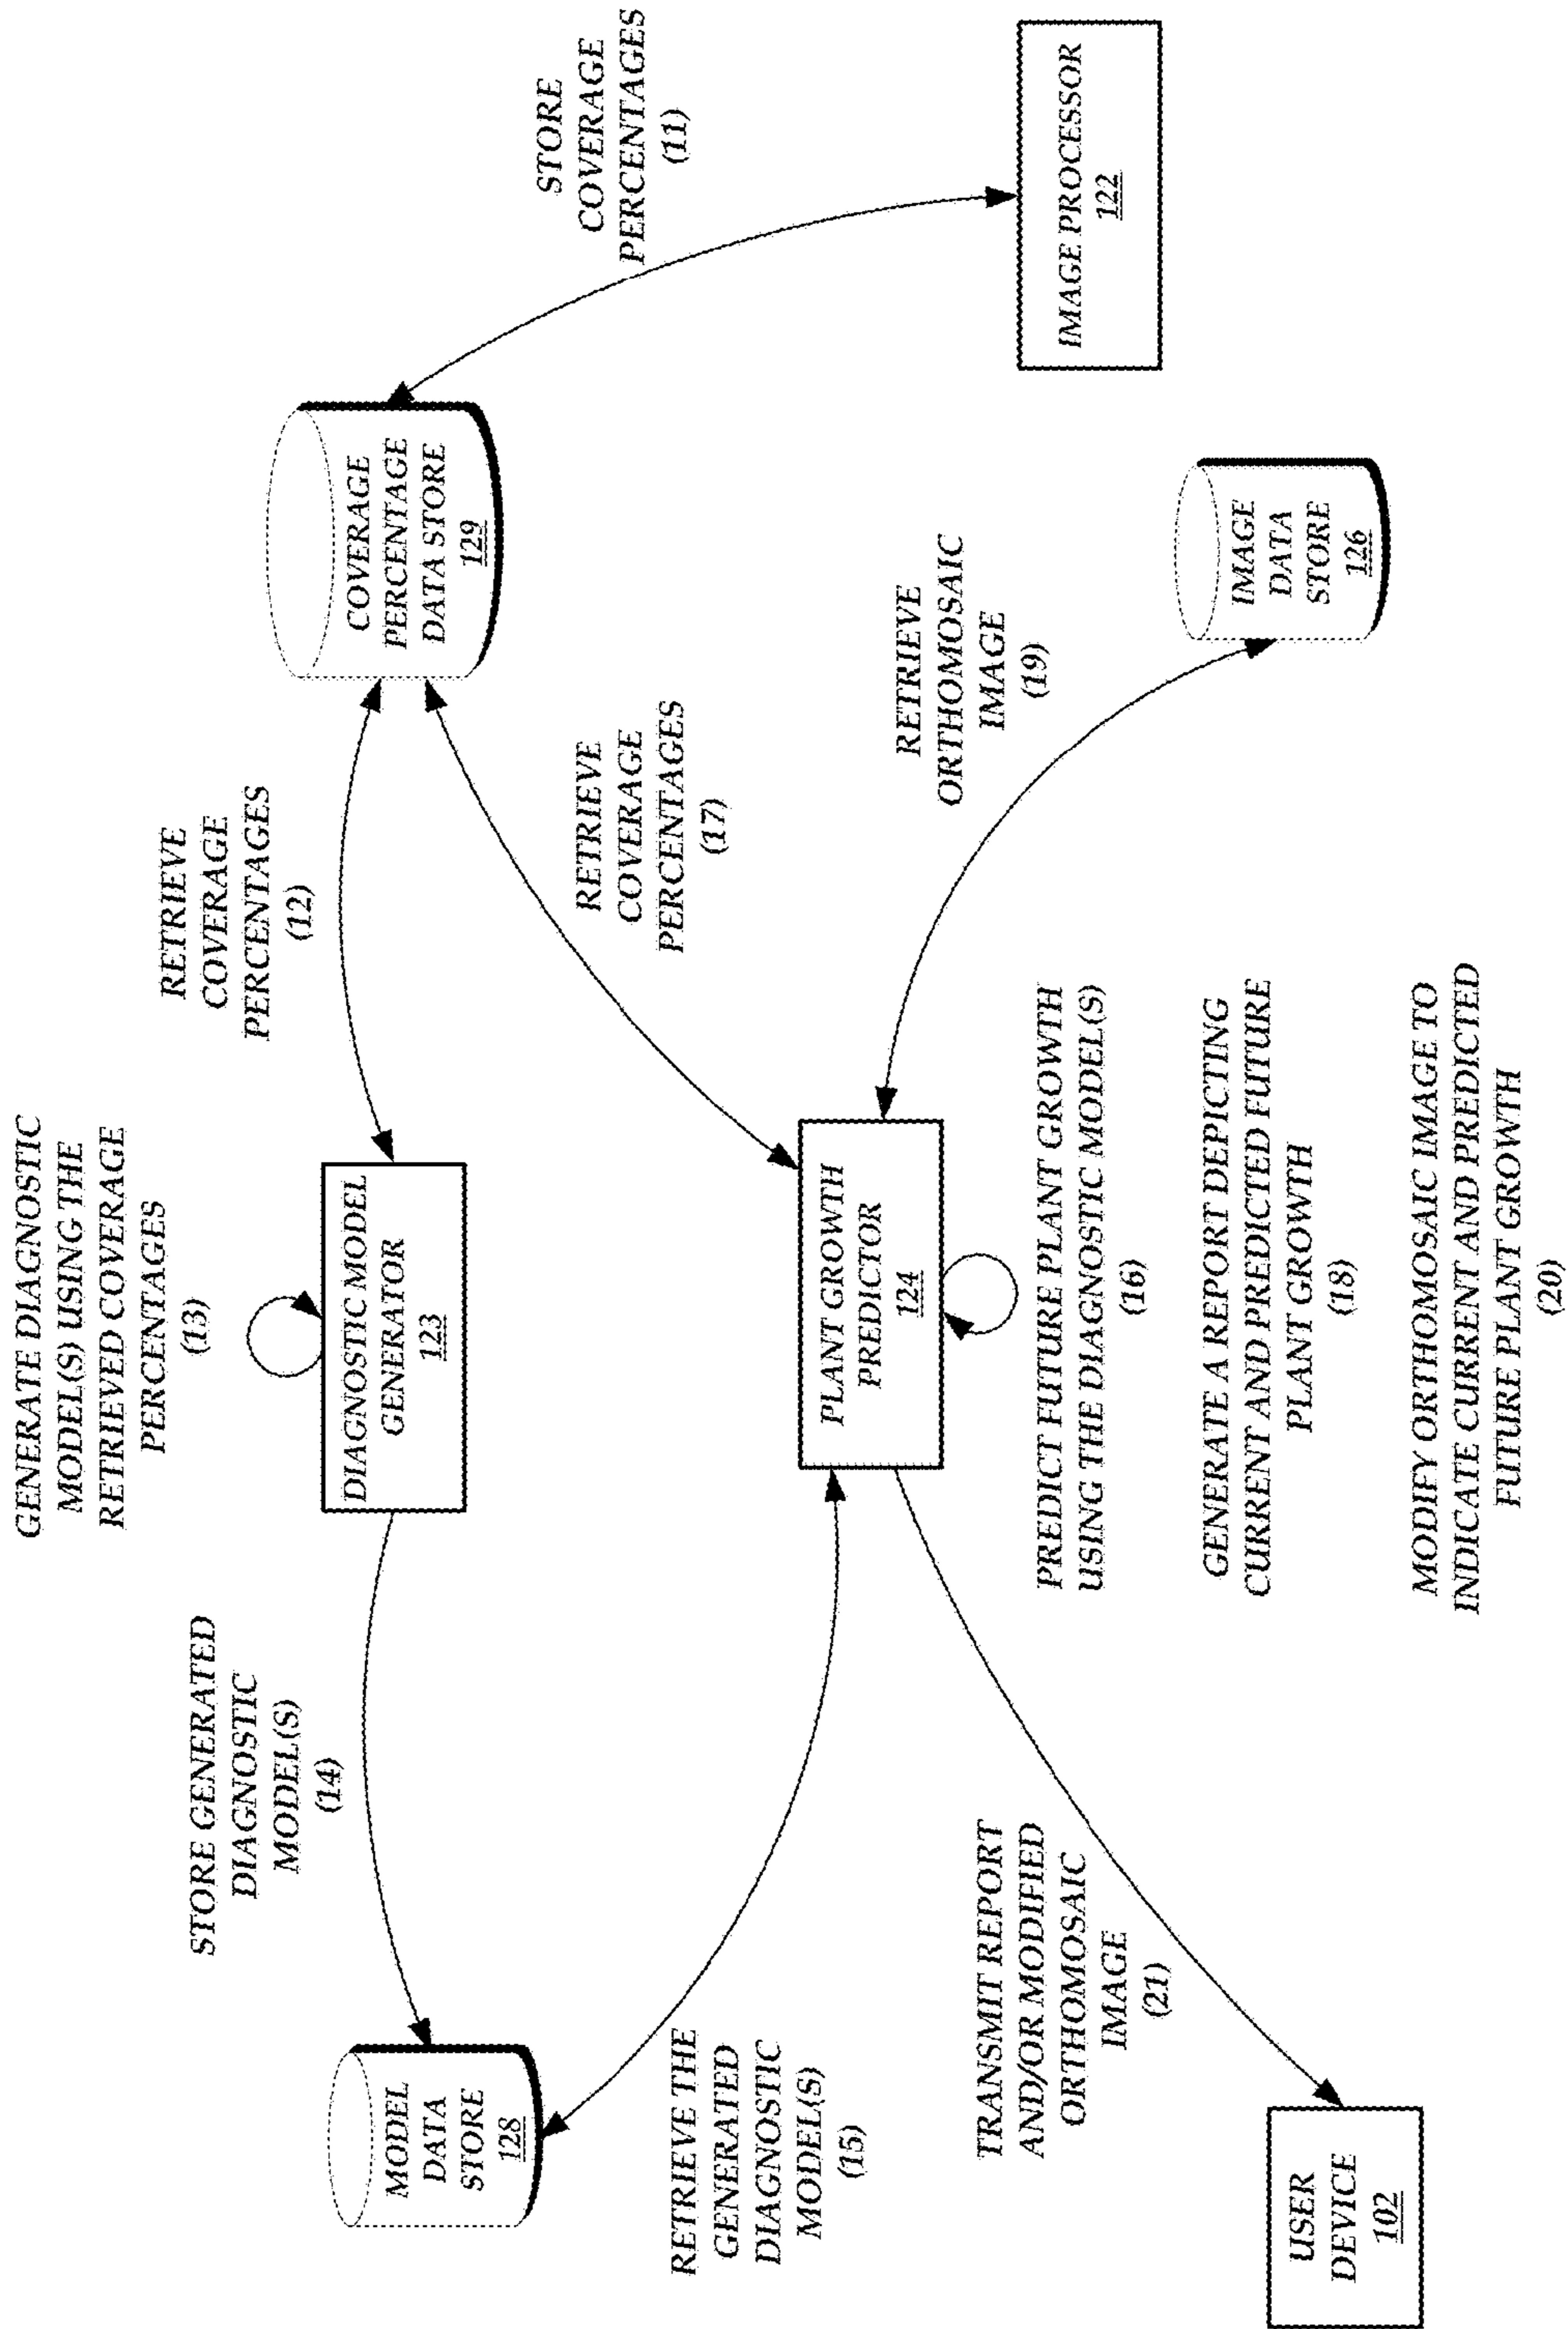 GENERATE DIAGNOSTIC
MODEL(S) USING THE
RETRIEVED COVERAGE
PERCENTAGES
(13)
STORE GENERATED
DIAGNOSTIC
MODEL(S)
(14)
RETRIEVE
COVERAGE
PERCENTAGES
(12)
MODEL
DATA
STORE
128
DIAGNOSTIC MODEL
GENERATOR
123
COVERAGE
PERCENTAGE
DATA STORE
129
STORE
COVERAGE
PERCENTAGES
(11)
RETRIEVE THE
GENERATED
DIAGNOSTIC
MODEL(S)
(15)
RETRIEVE
COVERAGE
PERCENTAGES
(17)
PLANT GROWTH
PREDICTOR
124
RETRIEVE
ORTHOMOSAIC
IMAGE
(19)
IMAGE PROCESSOR
122
TRANSMIT REPORT
AND/OR MODIFIED
ORTHOMOSAIC
IMAGE
(21)
PREDICT FUTURE PLANT GROWTH
USING THE DIAGNOSTIC MODEL(S)
(16)
GENERATE A REPORT DEPICTING
CURRENT AND PREDICTED FUTURE
PLANT GROWTH
(18)
MODIFY ORTHOMOSAIC IMAGE TO
INDICATE CURRENT AND PREDICTED
FUTURE PLANT GROWTH
(20)
IMAGE
DATA
STORE
126
USER
DEVICE
102